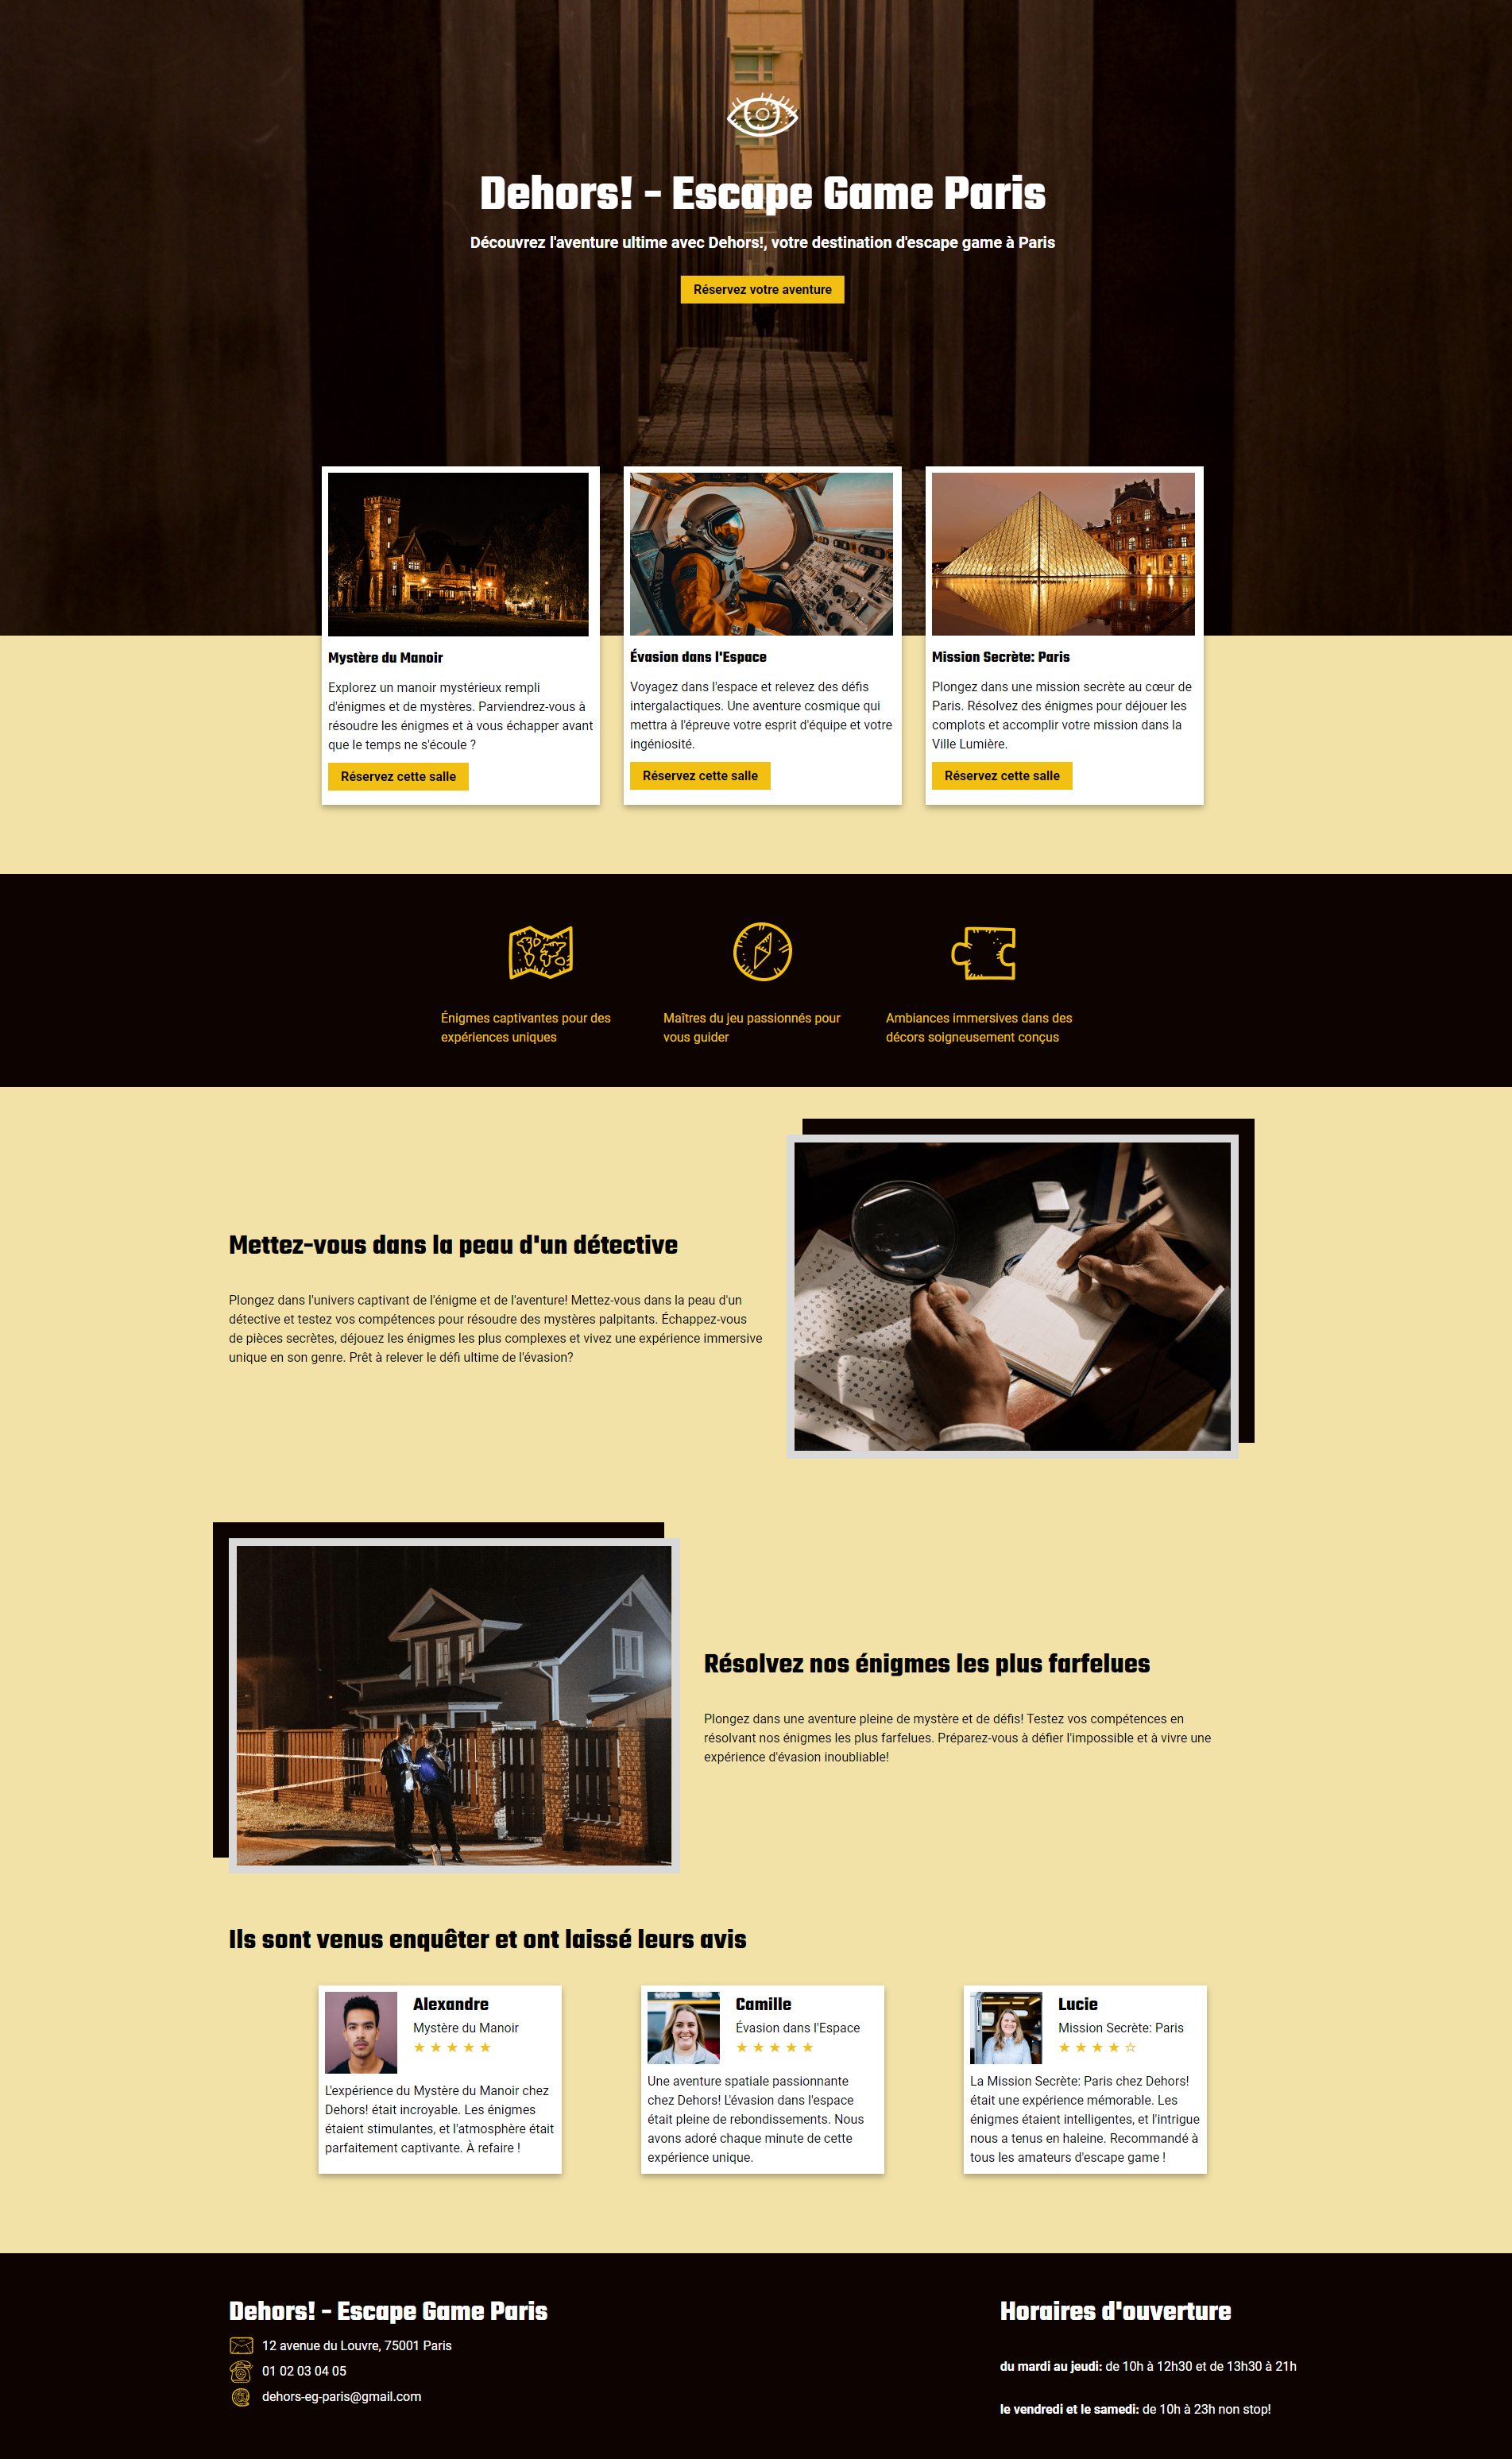 Dehors! - Escape Game Paris
Découvrez l'aventure ultime avec Dehors!, votre destination d'escape game à Paris
Réservez votre aventure
Mystère du Manoir
Explorez un manoir mystérieux rempli
d'énigmes et de mystères. Parviendrez-vous à
résoudre les énigmes et à vous échapper avant
que le temps ne s'écoule ?
Réservez cette salle
Évasion dans l'Espace
Voyagez dans l'espace et relevez des défis
intergalactiques. Une aventure cosmique qui
mettra à l'épreuve votre esprit d'équipe et votre
ingéniosité.
Réservez cette salle
Mission Secrète: Paris
Plongez dans une mission secrète au cœur de
Paris. Résolvez des énigmes pour déjouer les
complots et accomplir votre mission dans la
Ville Lumière.
Réservez cette salle
Énigmes captivantes pour des
expériences uniques
Maîtres du jeu passionnés pour
vous guider
Ambiances immersives dans des
décors soigneusement conçus
Mettez-vous dans la peau d'un détective
Plongez dans l'univers captivant de l'énigme et de l'aventure! Mettez-vous dans la peau d'un
détective et testez vos compétences pour résoudre des mystères palpitants. Échappez-vous
de pièces secrètes, déjouez les énigmes les plus complexes et vivez une expérience immersive
unique en son genre. Prêt à relever le défi ultime de l'évasion?
Résolvez nos énigmes les plus farfelues
Plongez dans une aventure pleine de mystère et de défis! Testez vos compétences en
résolvant nos énigmes les plus farfelues. Préparez-vous à défier l'impossible et à vivre une
expérience d'évasion inoubliable!
Ils sont venus enquêter et ont laissé leurs avis
Alexandre
Mystère du Manoir
★ ★ ★ ★ ★
L'expérience du Mystère du Manoir chez
Dehors! était incroyable. Les énigmes
étaient stimulantes, et l'atmosphère était
parfaitement captivante. À refaire !
Camille
Évasion dans l'Espace
★ ★ ★ ★ ★
Une aventure spatiale passionnante
chez Dehors! L'évasion dans l'espace
était pleine de rebondissements. Nous
avons adoré chaque minute de cette
expérience unique.
Lucie
Mission Secrète: Paris
★ ★ ★ ★ ☆
La Mission Secrète: Paris chez Dehors!
était une expérience mémorable. Les
énigmes étaient intelligentes, et l'intrigue
nous a tenus en haleine. Recommandé à
tous les amateurs d'escape game !
Dehors! - Escape Game Paris
12 avenue du Louvre, 75001 Paris
01 02 03 04 05
dehors-eg-paris@gmail.com
Horaires d'ouverture
du mardi au jeudi: de 10h à 12h30 et de 13h30 à 21h
le vendredi et le samedi: de 10h à 23h non stop!